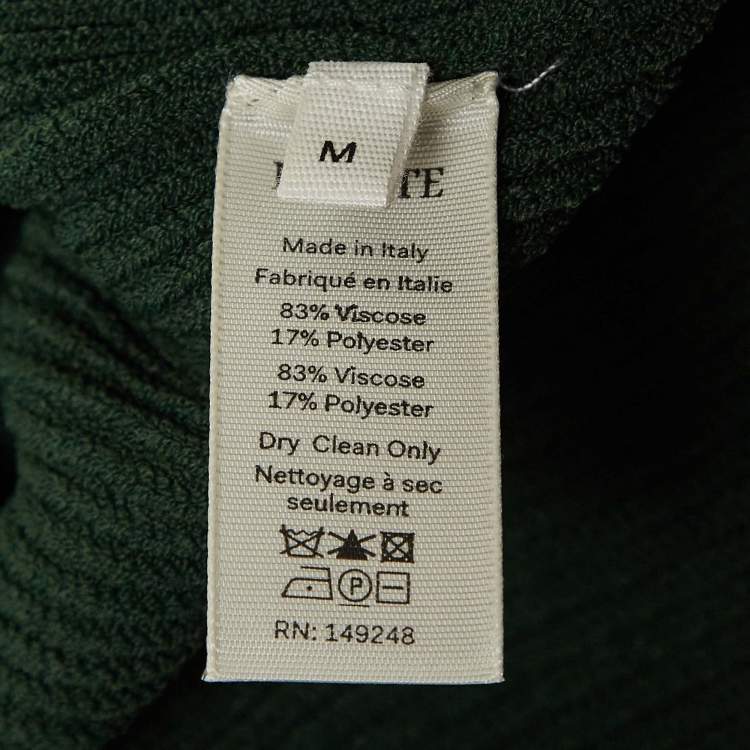 M
Made in Italy
Fabriqué en Italie
83% Viscose
17% Polyester
83% Viscose
17% Polyester
Dry Clean Only
Nettoyage à sec
seulement
P
RN: 149248